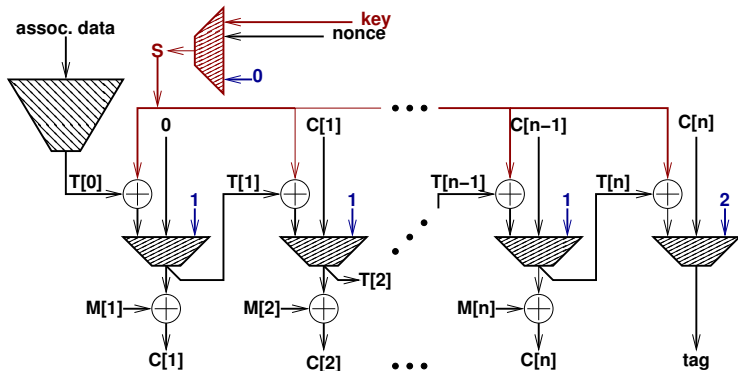 key
assoc. data
nonce
S
0
0 C[1] C[n−1] C[n]
T[0] T[1] T[n−1] T[n]
1 1 1 2
T[2]
M[1] M[2] M[n]
C[1] C[2] C[n] tag